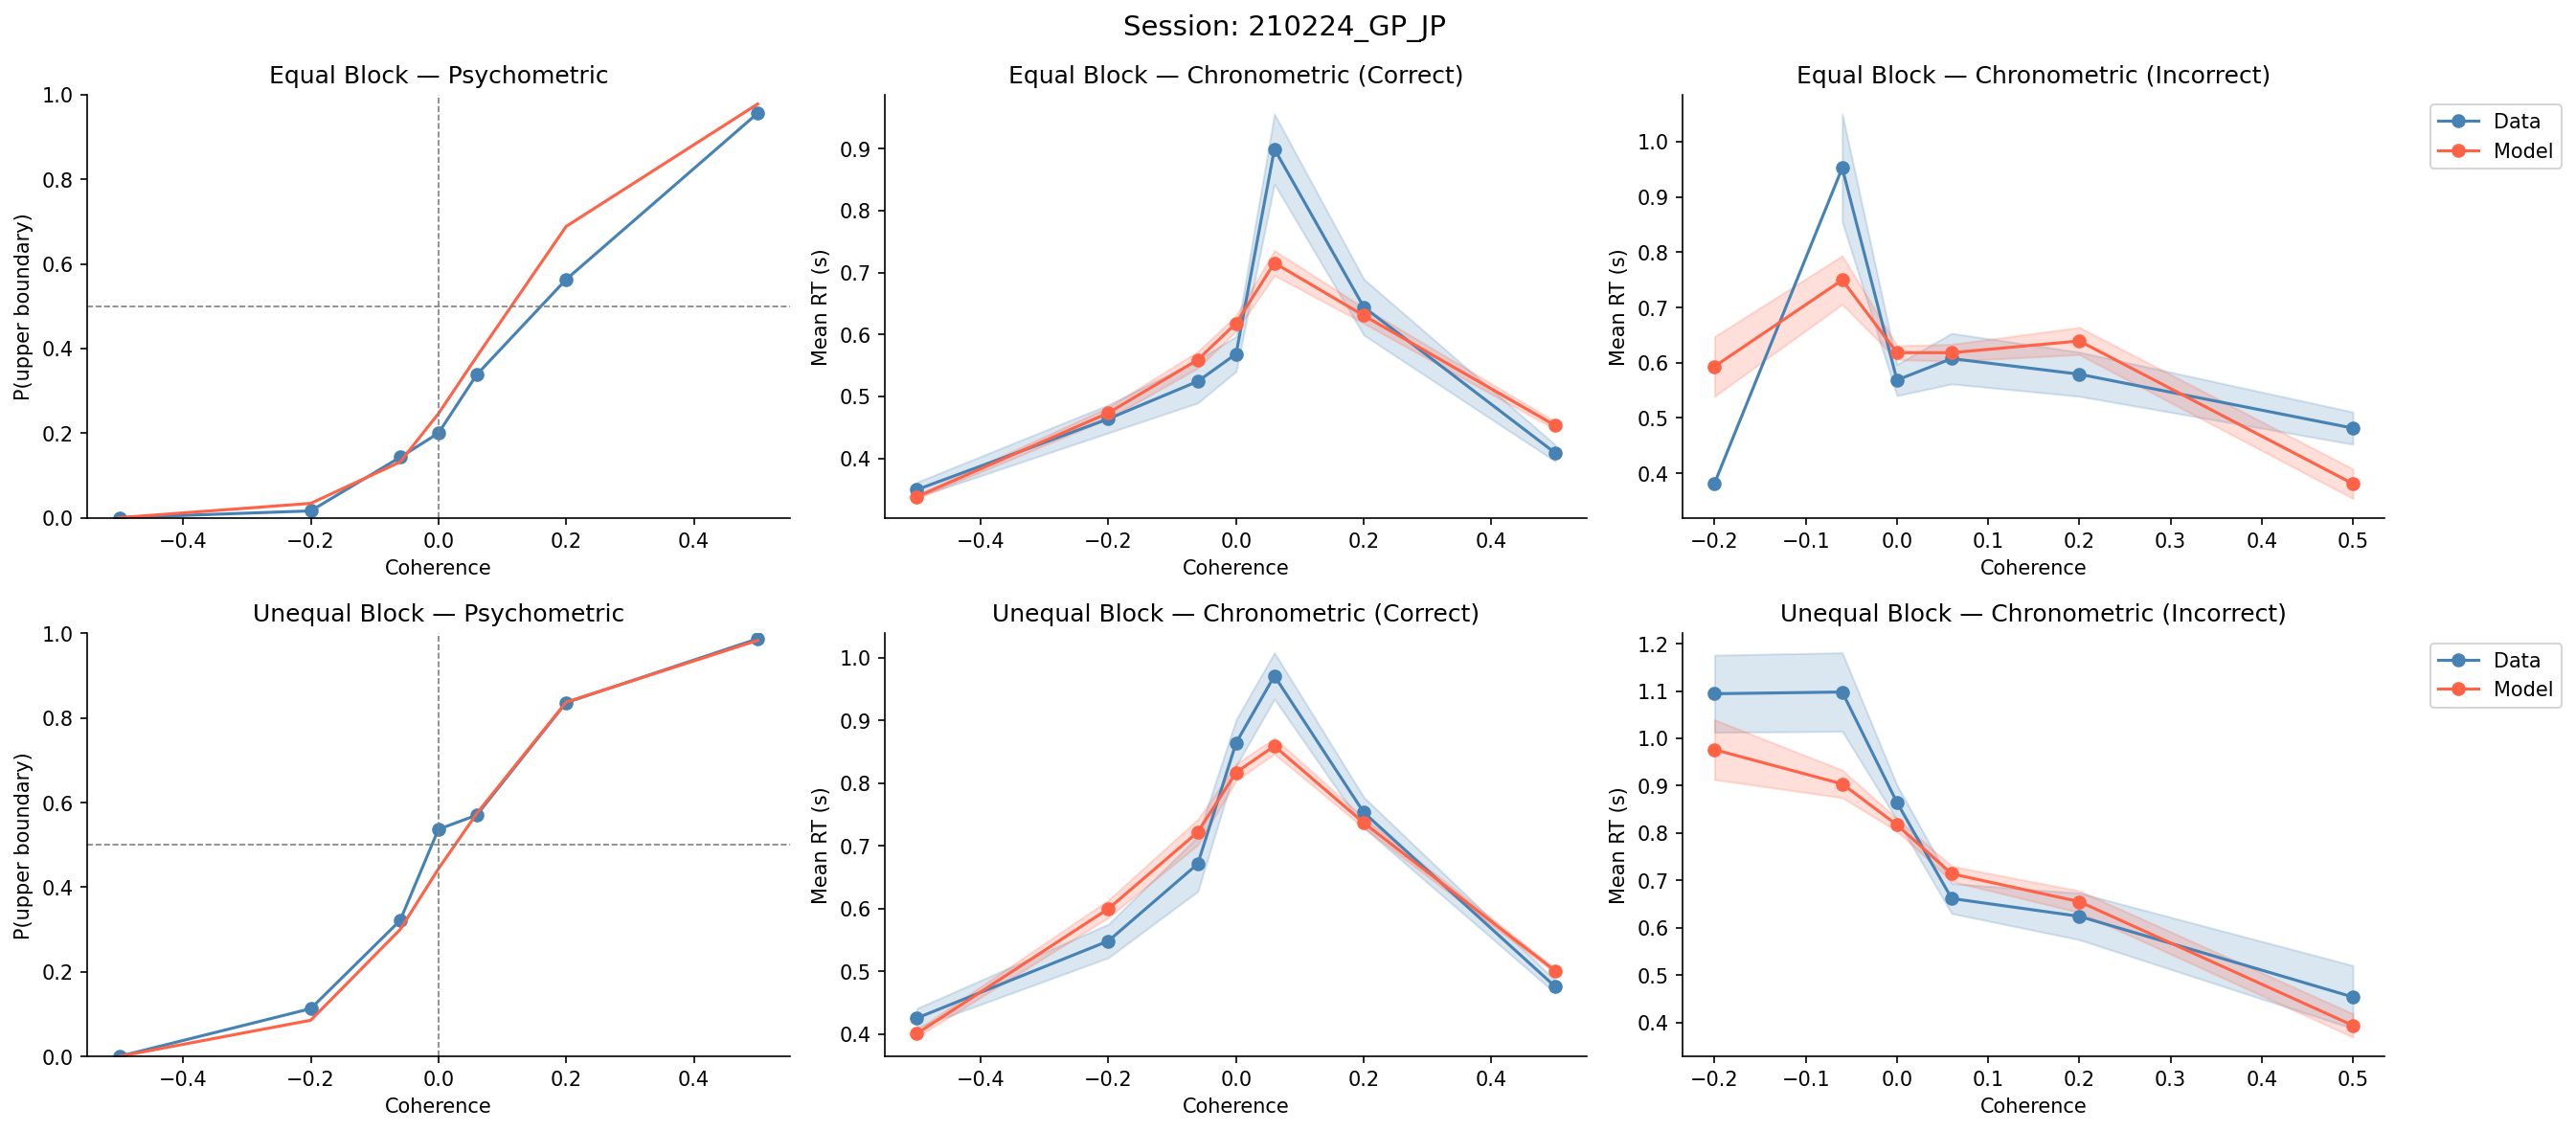 Session: 210224_GP_JP
Equal Block — Psychometric
P(upper boundary)
1.0
0.8
0.6
0.4
0.2
0.0
−0.4 −0.2 0.0 0.2 0.4
Coherence
Equal Block — Chronometric (Correct)
Mean RT (s)
0.9
0.8
0.7
0.6
0.5
0.4
−0.4 −0.2 0.0 0.2 0.4
Coherence
Equal Block — Chronometric (Incorrect)
Mean RT (s)
1.0
0.9
0.8
0.7
0.6
0.5
0.4
−0.2 −0.1 0.0 0.1 0.2 0.3 0.4 0.5
Coherence
Data
Model
Unequal Block — Psychometric
P(upper boundary)
1.0
0.8
0.6
0.4
0.2
0.0
−0.4 −0.2 0.0 0.2 0.4
Coherence
Unequal Block — Chronometric (Correct)
Mean RT (s)
1.0
0.9
0.8
0.7
0.6
0.5
0.4
−0.4 −0.2 0.0 0.2 0.4
Coherence
Unequal Block — Chronometric (Incorrect)
Mean RT (s)
1.2
1.1
1.0
0.9
0.8
0.7
0.6
0.5
0.4
−0.2 −0.1 0.0 0.1 0.2 0.3 0.4 0.5
Coherence
Data
Model